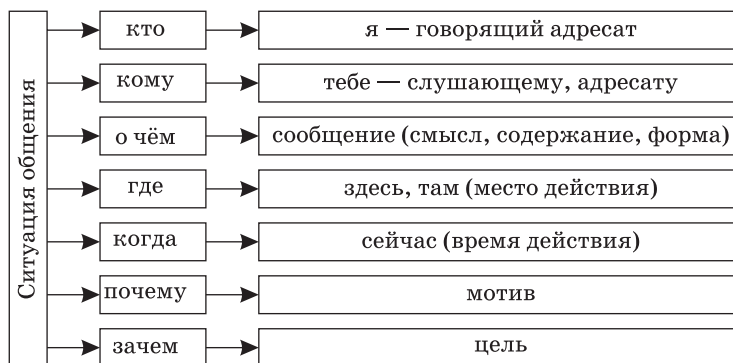 Ситуация общения
кто
я — говорящий адресат
кому
тебе — слушающему, адресату
о чём
сообщение (смысл, содержание, форма)
где
здесь, там (место действия)
когда
сейчас (время действия)
почему
мотив
зачем
цель